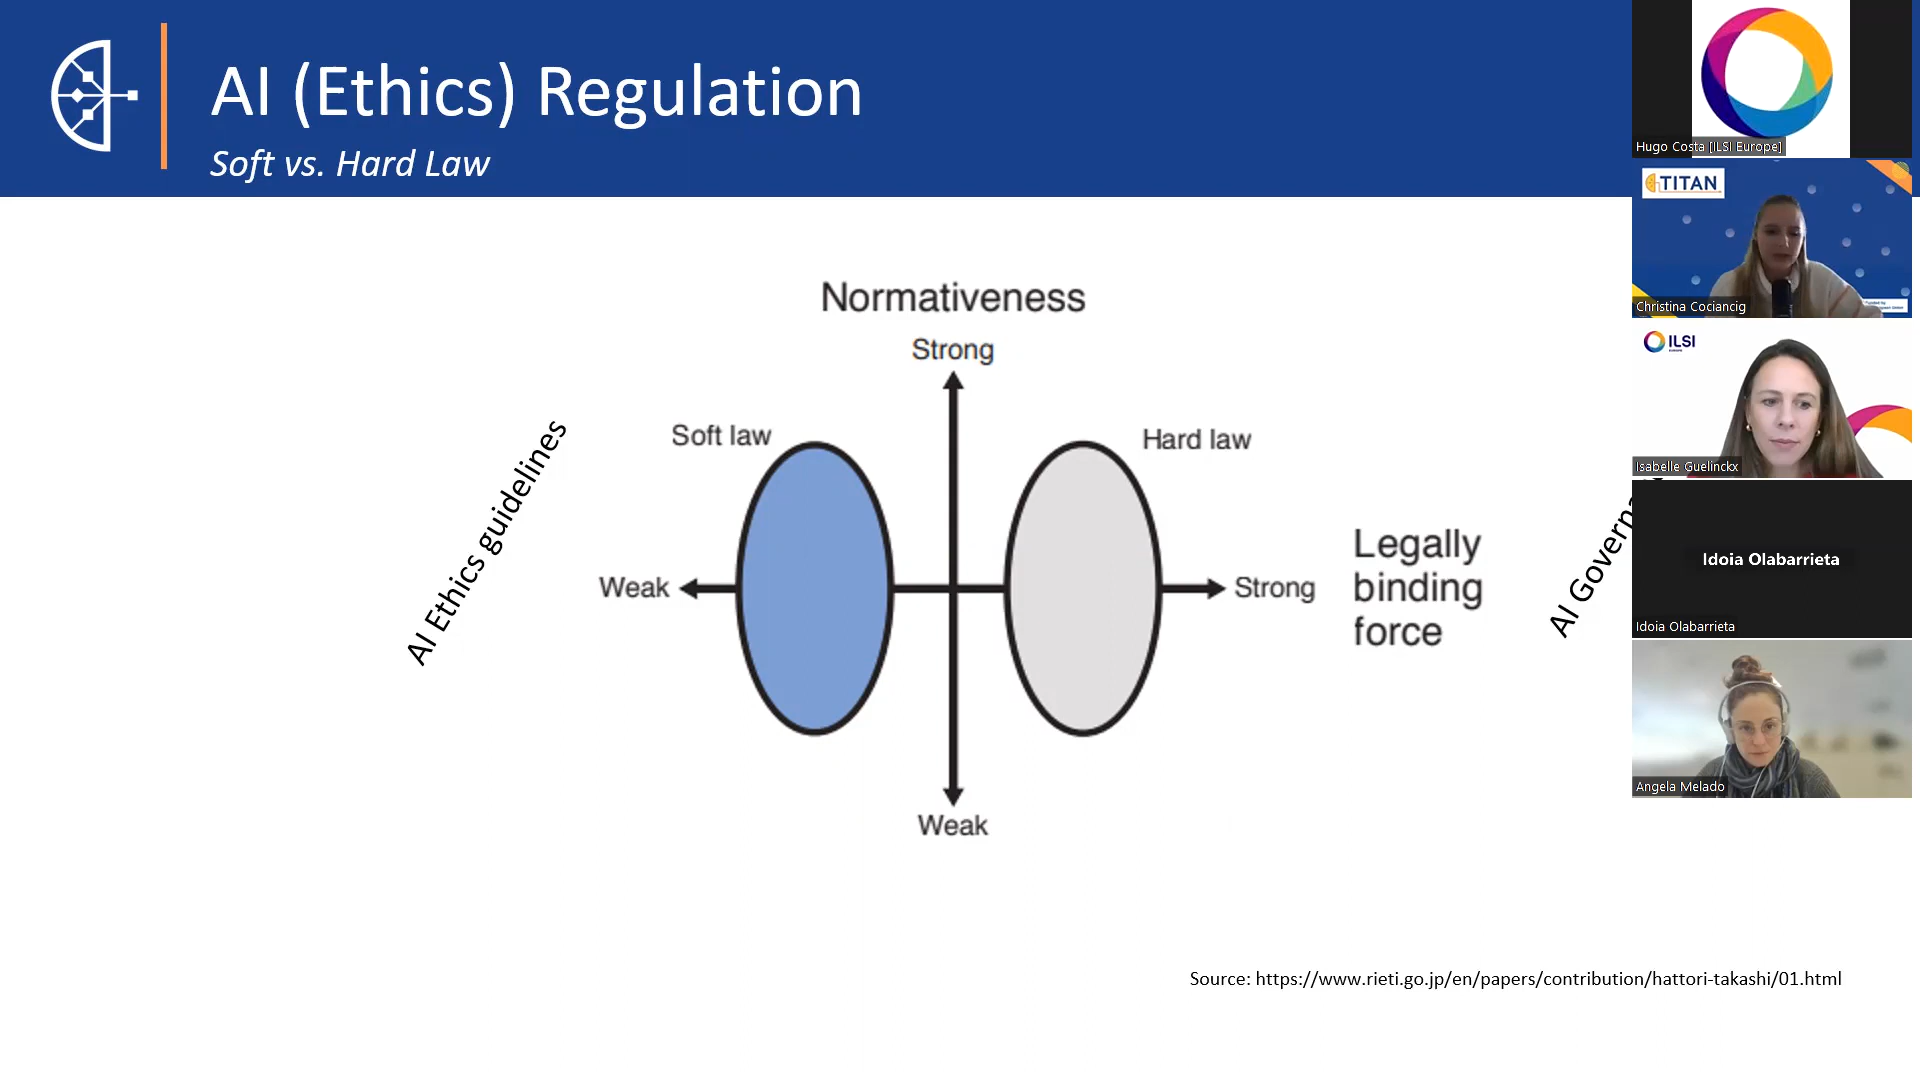 AI (Ethics) Regulation
Soft vs. Hard Law
Normativeness
Strong
Soft law
Hard law
AI Ethics guidelines
Weak
Strong
Legally
binding
force
AI
Weak
Source: https://www.rieti.go.jp/en/papers/contribution/hattori-takashi/01.html
Hugo Costa [ILSI Europe]
TITAN
Christina Cociancig
ILSI
Isabelle Guelinckx
Idoia Olabarrieta
Idoia Olabarrieta
Angela Melado